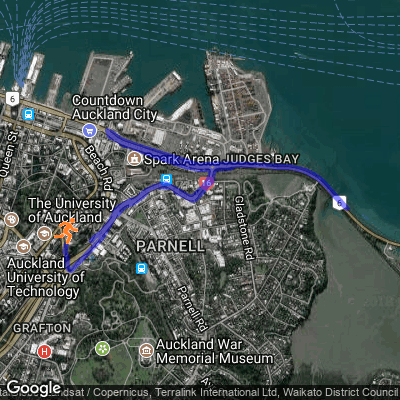 6
Queen St
Countdown
Auckland City
Beach Rd
Spark Arena
JUDGES BAY
6
The University
of Auckland
Gladstone Rd
PARNELL
Auckland
University of
Technology
Parnell Rd
GRAFTON
H
Auckland War
Memorial Museum
Google
dsat / Copernicus, Terralink International Ltd, Waikato District Council